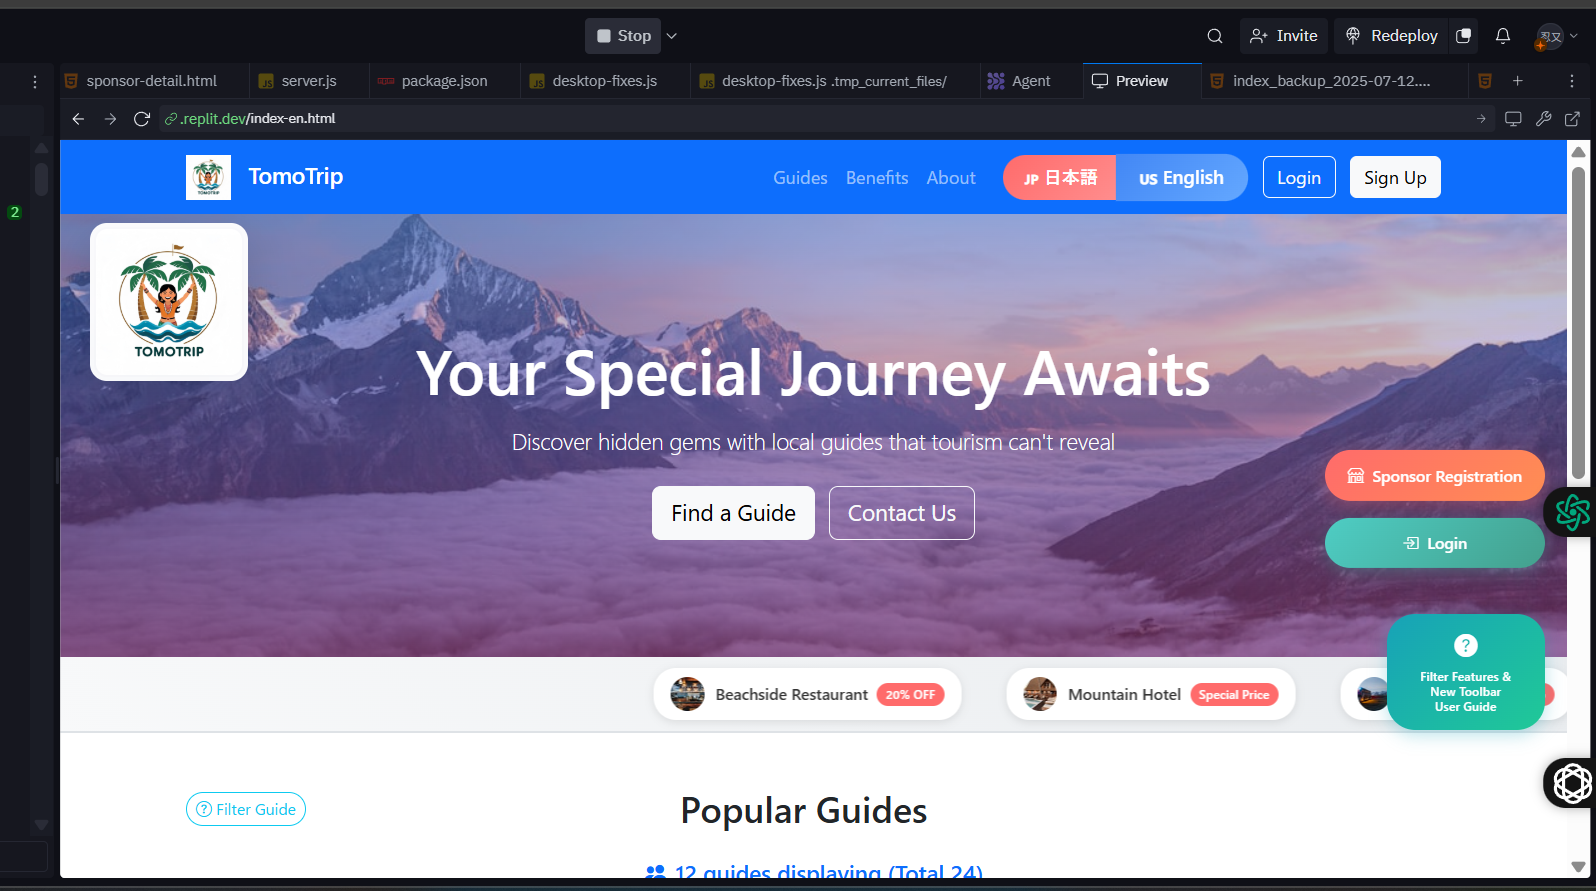 Stop
Invite
Redeploy
忍又
sponsor-detail.html
server.js
package.json
desktop-fixes.js
desktop-fixes.js .tmp_current_files/
Agent
Preview
index_backup_2025-07-12....
.replit.dev/index-en.html
2
TomoTrip
Guides
Benefits
About
JP 日本語
US English
Login
Sign Up
TOMOTRIP
Your Special Journey Awaits
Discover hidden gems with local guides that tourism can't reveal
Find a Guide
Contact Us
Sponsor Registration
Login
Filter Features &
New Toolbar
User Guide
Beachside Restaurant
20% OFF
Mountain Hotel
Special Price
Filter Guide
Popular Guides
12 guides displaying (Total 24)